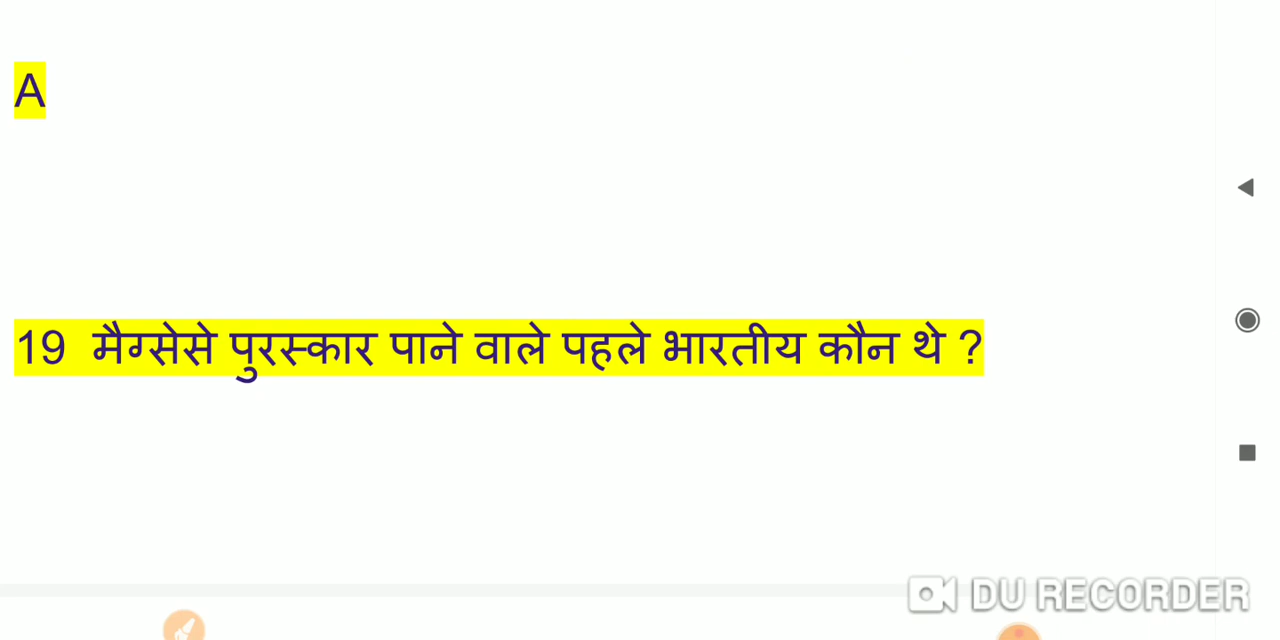 A
19 मैग्सेसे पुरस्कार पाने वाले पहले भारतीय कौन थे ?
DU RECORDER